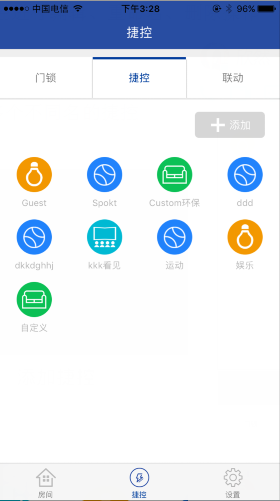 中国电信 下午3:28 96%
捷控
门锁 捷控 联动
添加
Guest Spokt Custom环保 ddd
dkkdghhj kkk看见 运动 娱乐
自定义
房间 捷控 设置